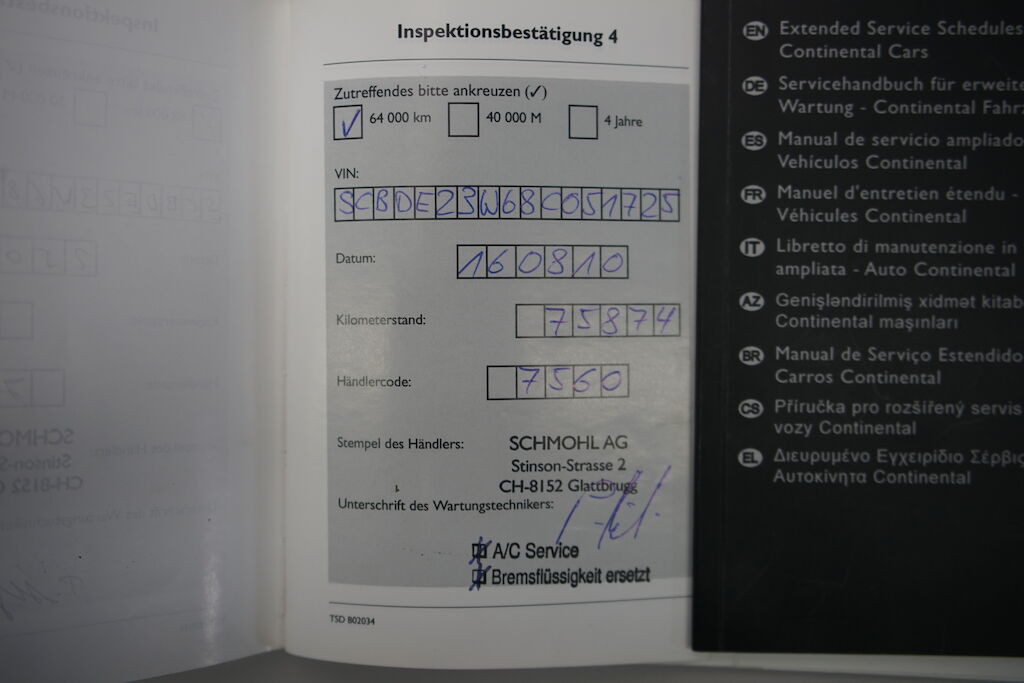 Inspektionsbestätigung 4
Zutreffendes bitte ankreuzen (✓)
✓ 64 000 km 40 000 M 4 Jahre
VIN:
SCBDE23W68C051725
Datum: 160810
Kilometerstand: 75874
Händlercode: 7560
Stempel des Händlers: SCHMOHL AG
Stinson-Strasse 2
CH-8152 Glattbrugg
Unterschrift des Wartungstechnikers:
A/C Service
Bremsflüssigkeit ersetzt
TSD 802034
EN Extended Service Schedules
Continental Cars
DE Servicehandbuch für erweite
Wartung - Continental Fahrz
ES Manual de servicio ampliado
Vehículos Continental
FR Manuel d'entretien étendu -
Véhicules Continental
IT Libretto di manutenzione in
ampliata - Auto Continental
AZ Genişləndirilmiş xidmət kitab
Continental maşınları
BR Manual de Serviço Estendido
Carros Continental
CS Příručka pro rozšířený servis
vozy Continental
EL Διευρυμένο Εγχειρίδιο Σέρβις
Αυτοκίνητα Continental